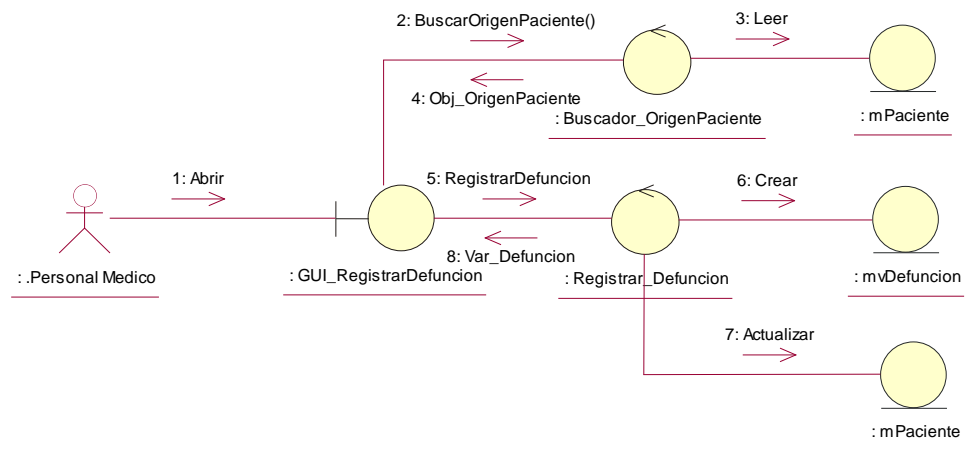 2: BuscarOrigenPaciente()
3: Leer
4: Obj_OrigenPaciente
: Buscador_OrigenPaciente
: mPaciente
1: Abrir
5: RegistrarDefuncion
6: Crear
8: Var_Defuncion
: .Personal Medico
: GUI_RegistrarDefuncion
: Registrar_Defuncion
: mvDefuncion
7: Actualizar
: mPaciente